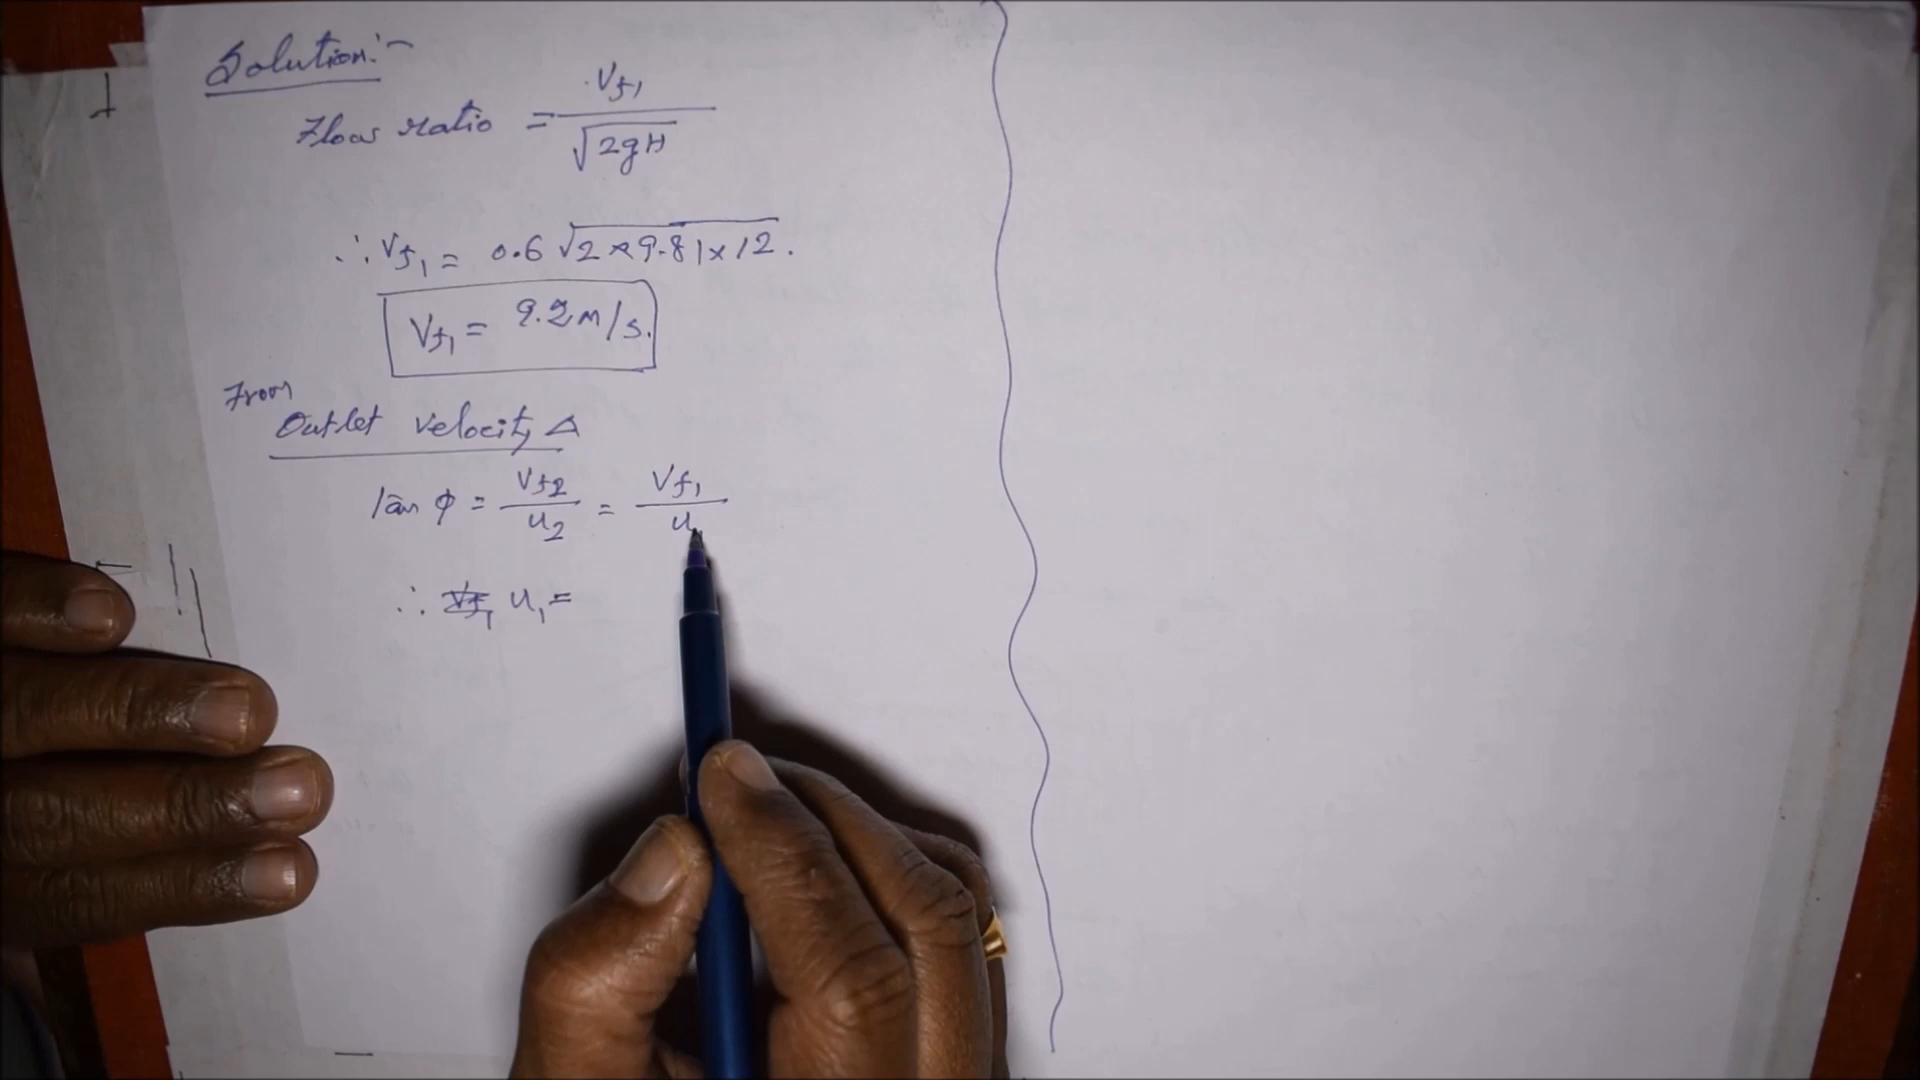 Solution:-
Flow ratio = Vf1 / √2gH
∴ Vf1 = 0.6 √2×9.81×12.
Vf1 = 9.2 m/s.
From
Outlet velocity Δ
tan φ = Vf2 / u2 = Vf1 / u1
∴ u1 =